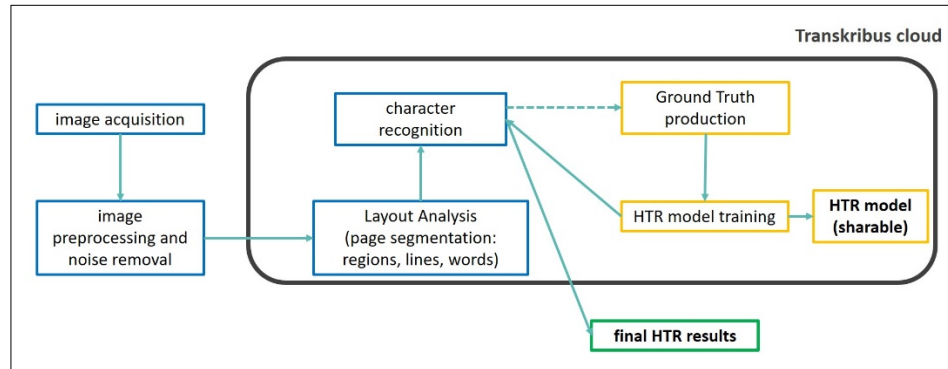 Transkribus cloud
image acquisition
image
preprocessing and
noise removal
character
recognition
Layout Analysis
(page segmentation:
regions, lines, words)
Ground Truth
production
HTR model training
HTR model
(sharable)
final HTR results